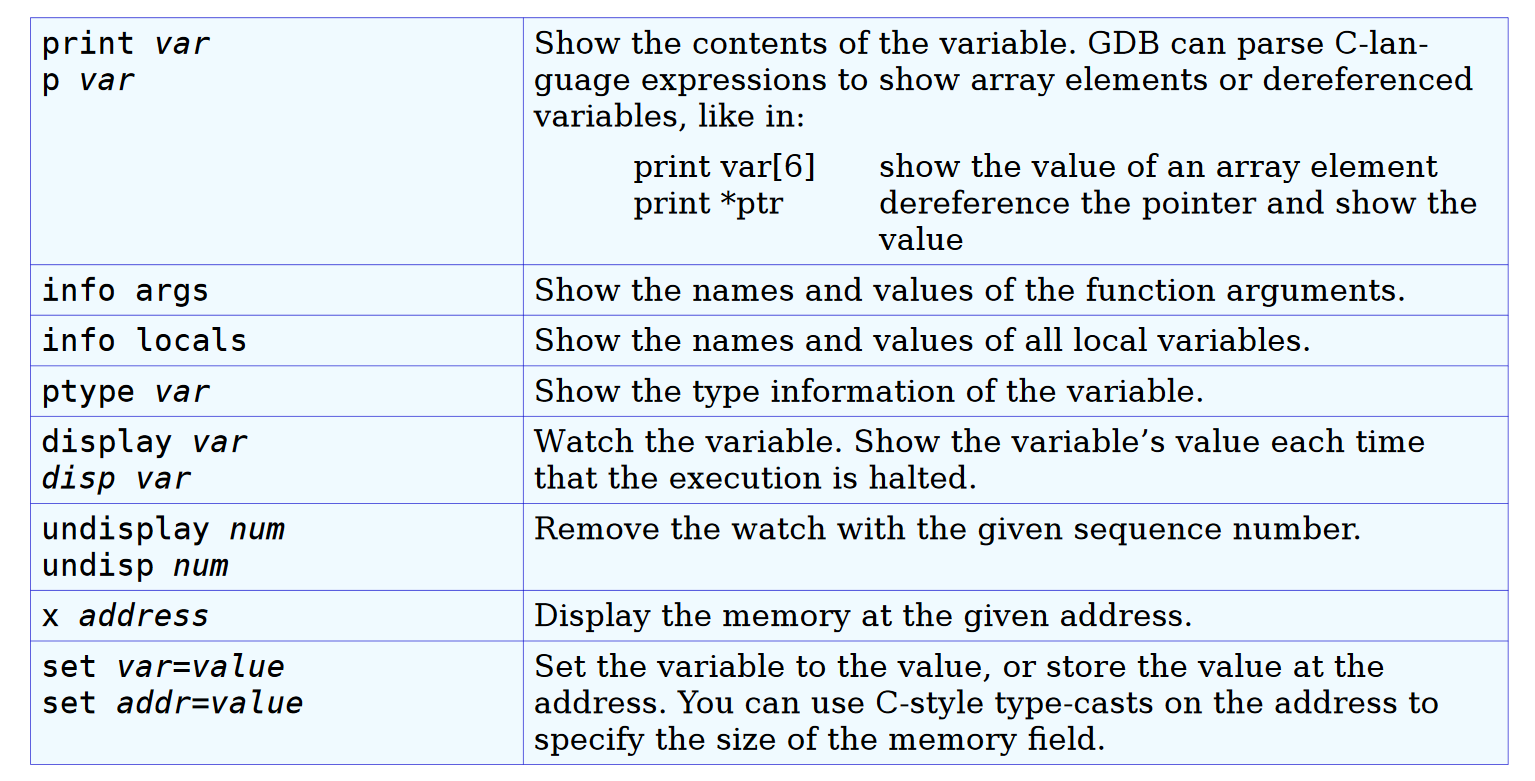 print var
p var
Show the contents of the variable. GDB can parse C-lan-
guage expressions to show array elements or dereferenced
variables, like in:
print var[6] show the value of an array element
print *ptr dereference the pointer and show the
value
info args
Show the names and values of the function arguments.
info locals
Show the names and values of all local variables.
ptype var
Show the type information of the variable.
display var
disp var
Watch the variable. Show the variable’s value each time
that the execution is halted.
undisplay num
undisp num
Remove the watch with the given sequence number.
x address
Display the memory at the given address.
set var=value
set addr=value
Set the variable to the value, or store the value at the
address. You can use C-style type-casts on the address to
specify the size of the memory field.